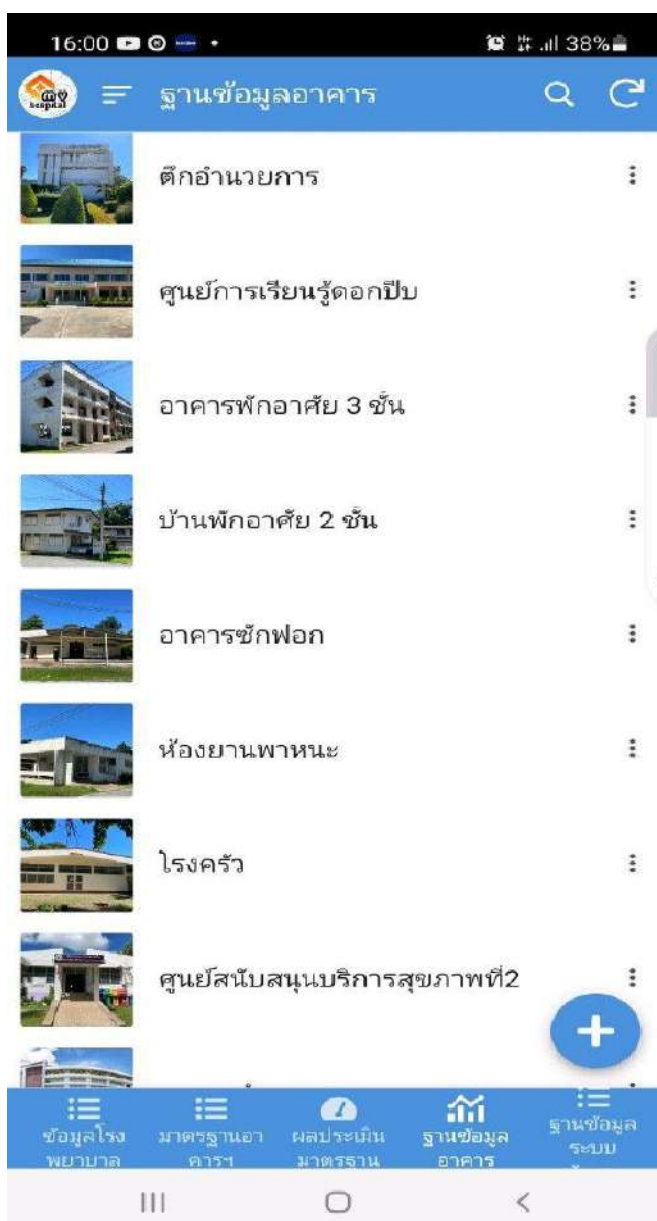 16:00
38%
ฐานข้อมูลอาคาร
ตึกอำนวยการ
ศูนย์การเรียนรู้ดอกปีบ
อาคารพักอาศัย 3 ชั้น
บ้านพักอาศัย 2 ชั้น
อาคารซักฟอก
ห้องยานพาหนะ
โรงครัว
ศูนย์สนับสนุนบริการสุขภาพที่2
ข้อมูลโรง
พยาบาล
มาตรฐานอา
คารฯ
ผลประเมิน
มาตรฐาน
ฐานข้อมูล
อาคาร
ฐานข้อมูล
ระบบ